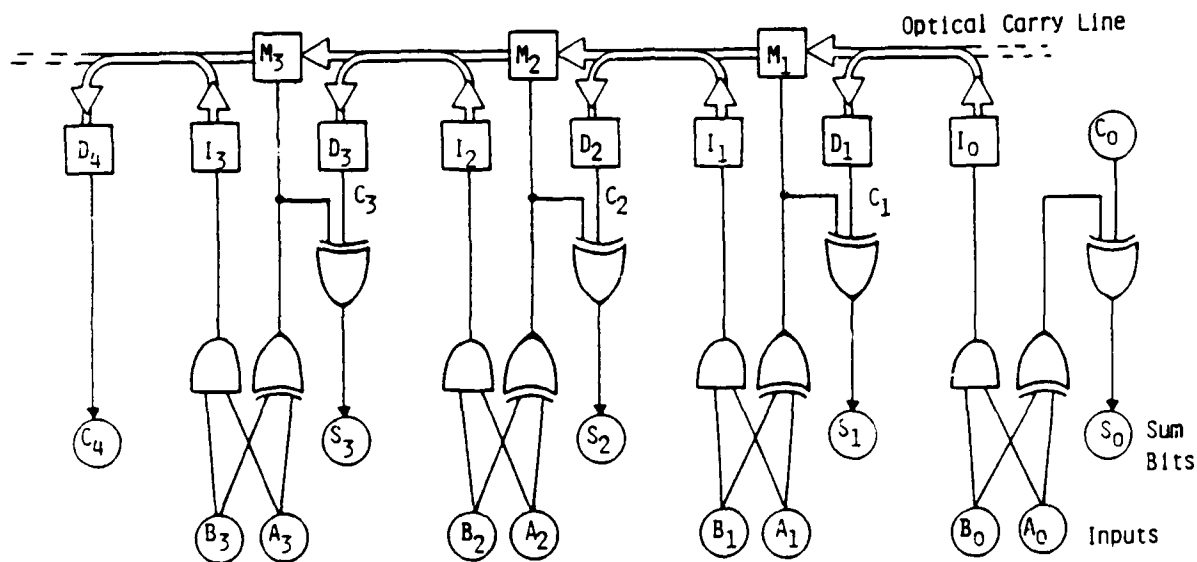 Optical Carry Line
M3 M2 M1
D4 I3 D3 I2 D2 I1 D1 I0 C0
C3 C2 C1
C4 S3 S2 S1 S0 Sum
Bits
B3 A3 B2 A2 B1 A1 B0 A0 Inputs